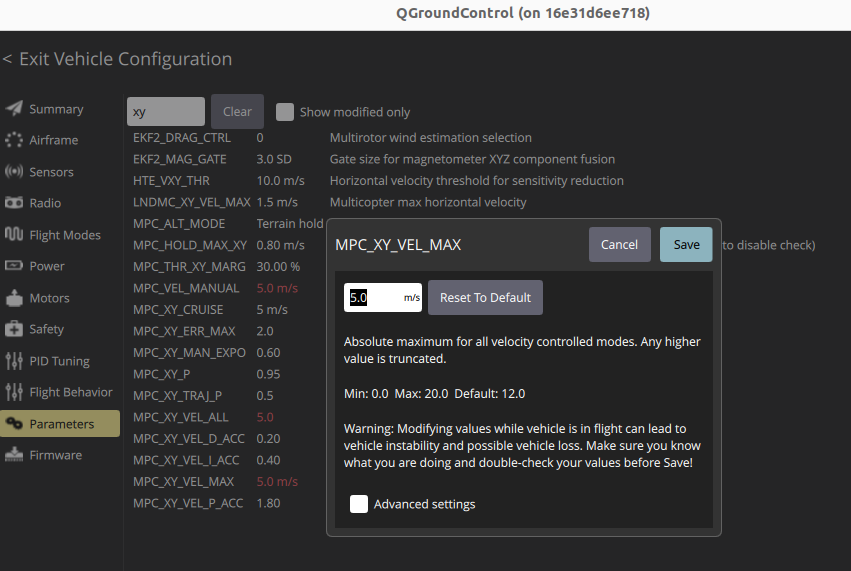 QGroundControl (on 16e31d6ee718)
< Exit Vehicle Configuration
Summary
Airframe
Sensors
Radio
Flight Modes
Power
Motors
Safety
PID Tuning
Flight Behavior
Parameters
Firmware
xy Clear Show modified only
EKF2_DRAG_CTRL 0 Multirotor wind estimation selection
EKF2_MAG_GATE 3.0 SD Gate size for magnetometer XYZ component fusion
HTE_VXY_THR 10.0 m/s Horizontal velocity threshold for sensitivity reduction
LNDMC_XY_VEL_MAX 1.5 m/s Multicopter max horizontal velocity
MPC_ALT_MODE Terrain hold
MPC_HOLD_MAX_XY 0.80 m/s to disable check)
MPC_THR_XY_MARG 30.00 %
MPC_VEL_MANUAL 5.0 m/s
MPC_XY_CRUISE 5 m/s
MPC_XY_ERR_MAX 2.0
MPC_XY_MAN_EXPO 0.60
MPC_XY_P 0.95
MPC_XY_TRAJ_P 0.5
MPC_XY_VEL_ALL 5.0
MPC_XY_VEL_D_ACC 0.20
MPC_XY_VEL_I_ACC 0.40
MPC_XY_VEL_MAX 5.0 m/s
MPC_XY_VEL_P_ACC 1.80
MPC_XY_VEL_MAX Cancel Save
5.0 m/s Reset To Default
Absolute maximum for all velocity controlled modes. Any higher
value is truncated.
Min: 0.0 Max: 20.0 Default: 12.0
Warning: Modifying values while vehicle is in flight can lead to
vehicle instability and possible vehicle loss. Make sure you know
what you are doing and double-check your values before Save!
Advanced settings